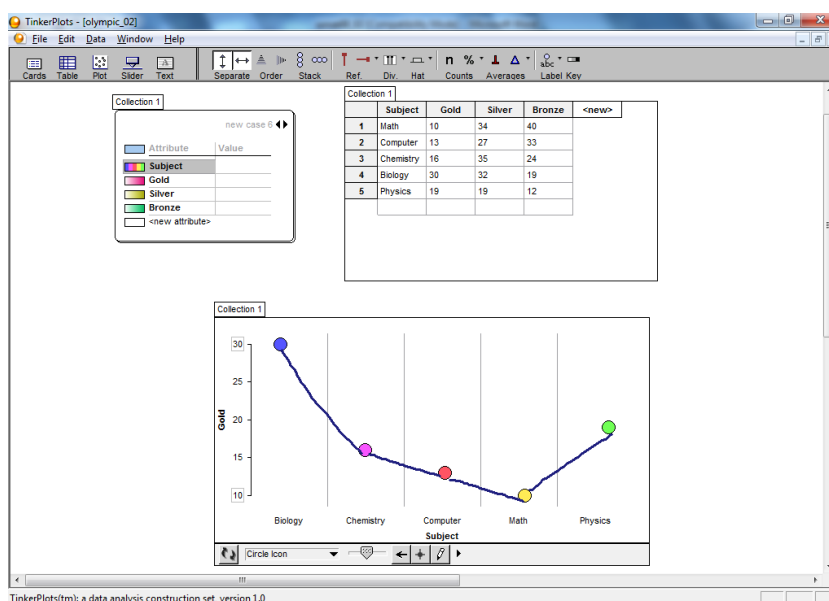 TinkerPlots - [olympic_02]
File Edit Data Window Help
Cards Table Plot Slider Text Separate Order Stack Ref. Div. Hat Counts Averages Label Key
n % abc
Collection 1
new case 6
Attribute Value
Subject
Gold
Silver
Bronze
<new attribute>
Collection 1
Subject Gold Silver Bronze <new>
1 Math 10 34 40
2 Computer 13 27 33
3 Chemistry 16 35 24
4 Biology 30 32 19
5 Physics 19 19 12
Collection 1
30
25
20
15
10
Gold
Biology Chemistry Computer Math Physics
Subject
Circle Icon
TinkerPlots(tm): a data analysis construction set, version 1.0